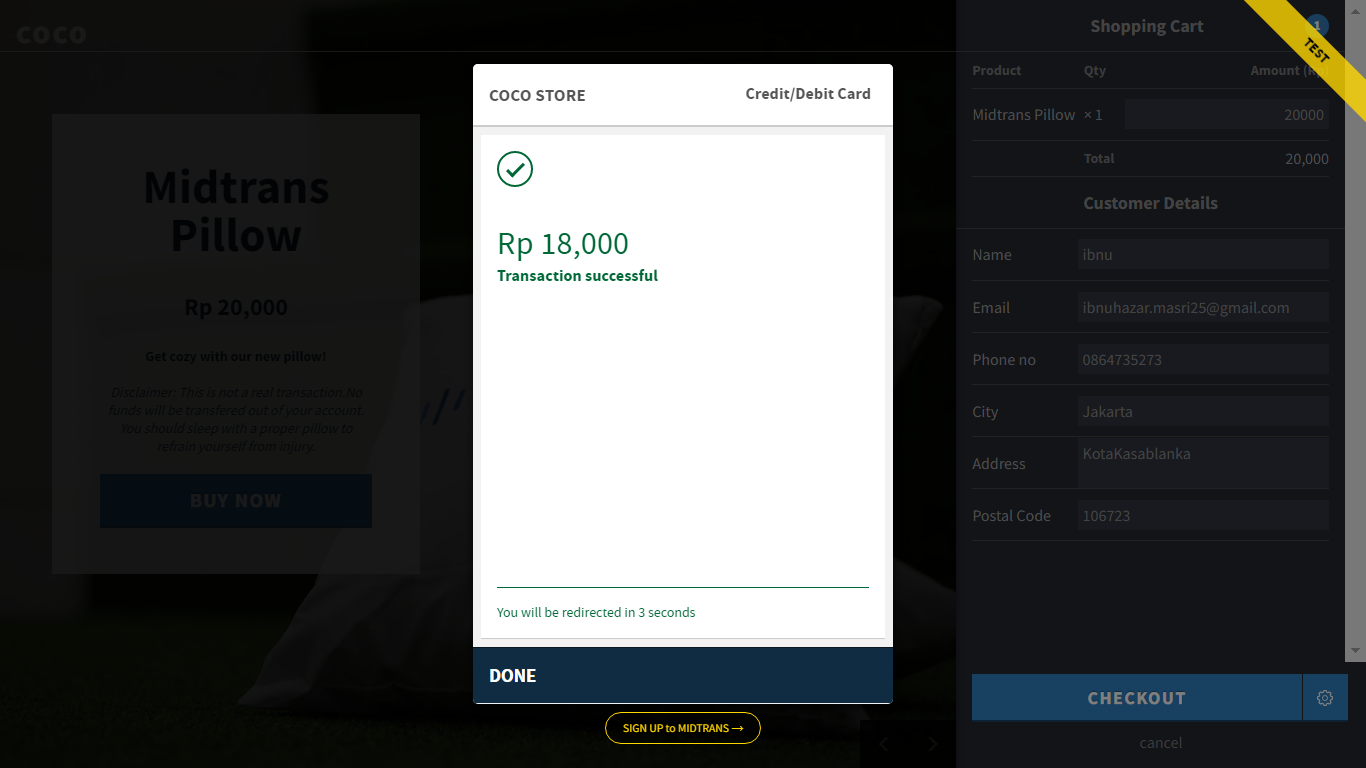 coco
Midtrans
Pillow
Rp 20,000
Get cozy with our new pillow!
Disclaimer: This is not a real transaction.No
funds will be transfered out of your account.
You should sleep with a proper pillow to
refrain yourself from injury.
BUY NOW
COCO STORE
Credit/Debit Card
Rp 18,000
Transaction successful
You will be redirected in 3 seconds
DONE
SIGN UP to MIDTRANS →
Shopping Cart 1
TEST
Product Qty Amount (Rp)
Midtrans Pillow × 1 20000
Total 20,000
Customer Details
Name ibnu
Email ibnuhazar.masri25@gmail.com
Phone no 0864735273
City Jakarta
Address KotaKasablanka
Postal Code 106723
CHECKOUT
cancel